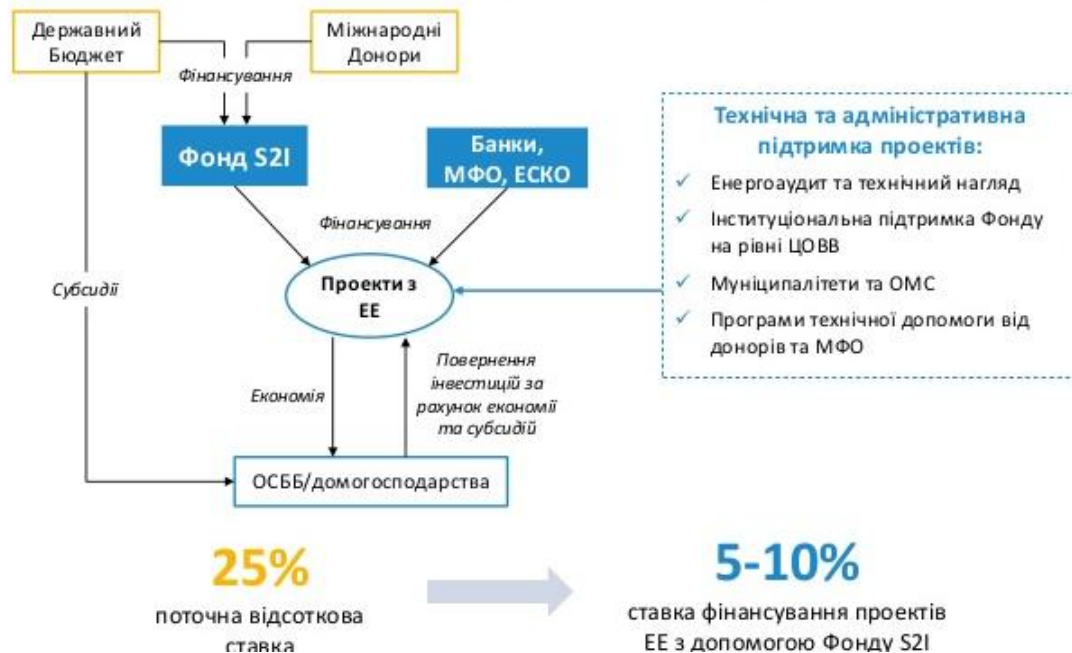 Державний
Бюджет
Міжнародні
Донори
Фінансування
Фонд S2I
Банки,
МФО, ЕСКО
Технічна та адміністративна
підтримка проектів:
✓ Енергоаудит та технічний нагляд
✓ Інституціональна підтримка Фонду
на рівні ЦОВВ
✓ Муніципалітети та ОМС
✓ Програми технічної допомоги від
донорів та МФО
Фінансування
Проекти з
ЕЕ
Субсидії
Економія
Повернення
інвестицій за
рахунок економії
та субсидій
ОСББ/домогосподарства
25%
поточна відсоткова
ставка
5-10%
ставка фінансування проектів
ЕЕ з допомогою Фонду S2I